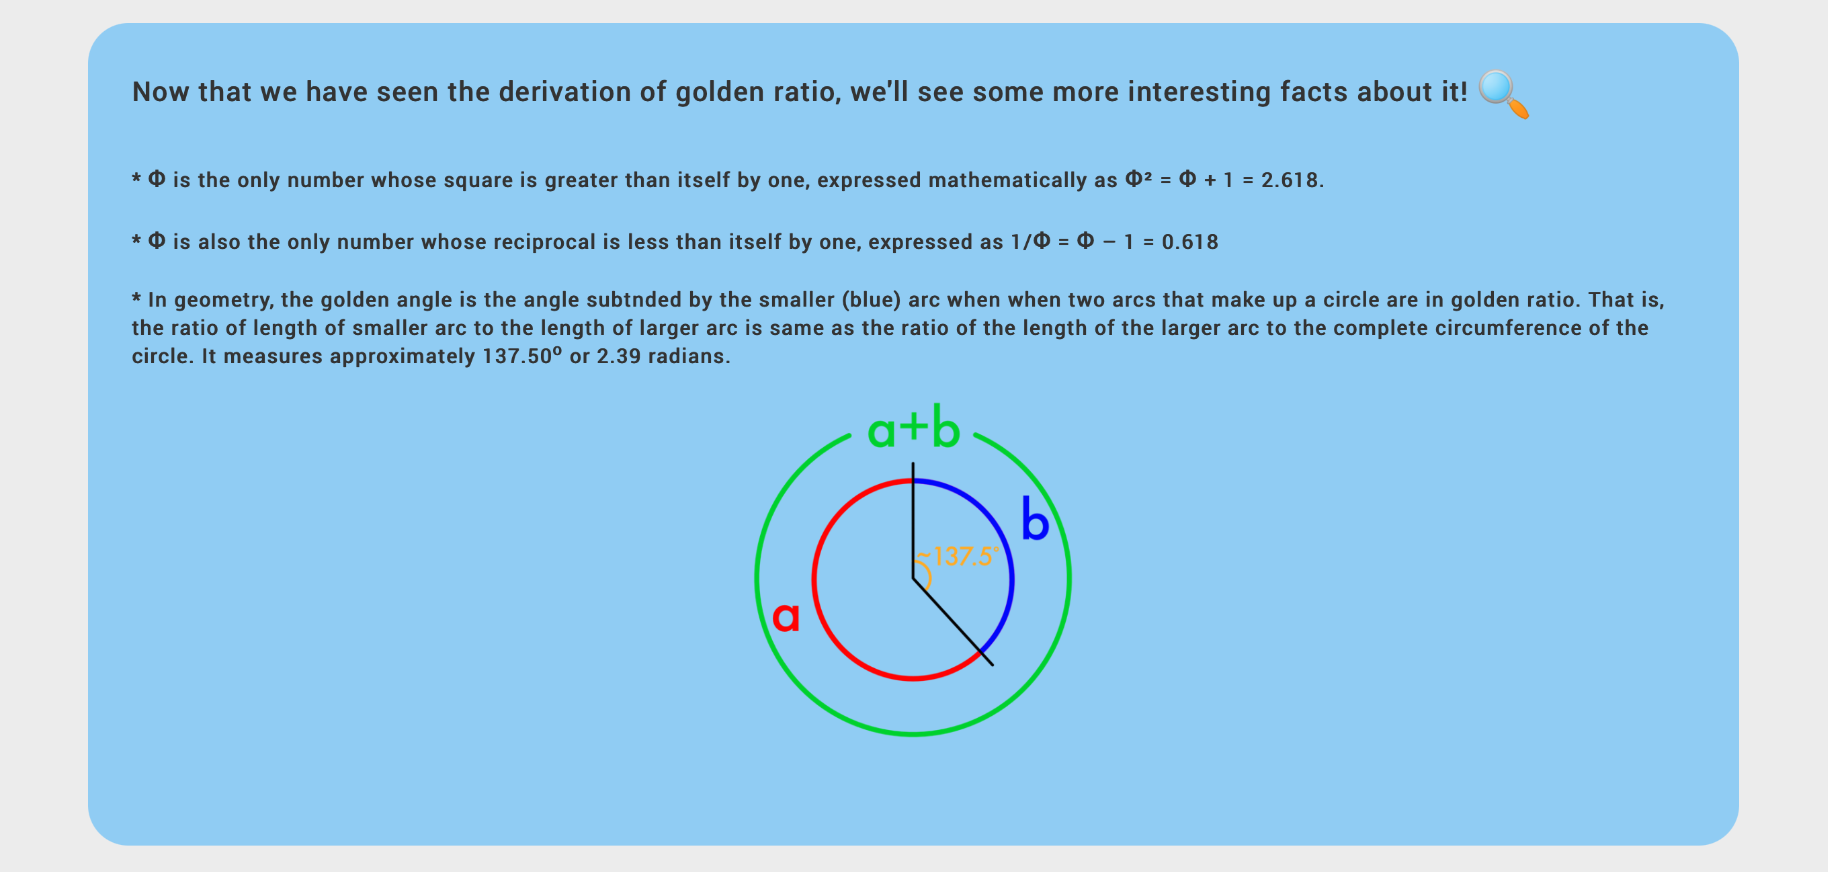 Now that we have seen the derivation of golden ratio, we'll see some more interesting facts about it!
* Φ is the only number whose square is greater than itself by one, expressed mathematically as Φ² = Φ + 1 = 2.618.
* Φ is also the only number whose reciprocal is less than itself by one, expressed as 1/Φ = Φ – 1 = 0.618
* In geometry, the golden angle is the angle subtnded by the smaller (blue) arc when when two arcs that make up a circle are in golden ratio. That is,
the ratio of length of smaller arc to the length of larger arc is same as the ratio of the length of the larger arc to the complete circumference of the
circle. It measures approximately 137.50⁰ or 2.39 radians.
a+b
b
~137.5°
a